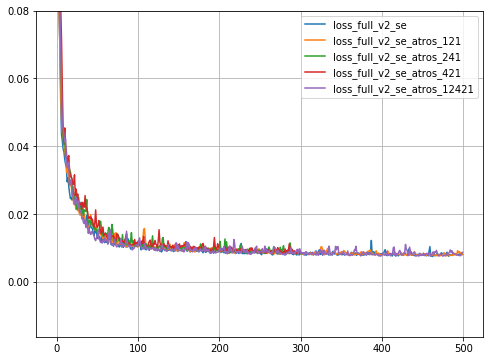 0.08
0.06
0.04
0.02
0.00
0
100
200
300
400
500
loss_full_v2_se
loss_full_v2_se_atros_121
loss_full_v2_se_atros_241
loss_full_v2_se_atros_421
loss_full_v2_se_atros_12421